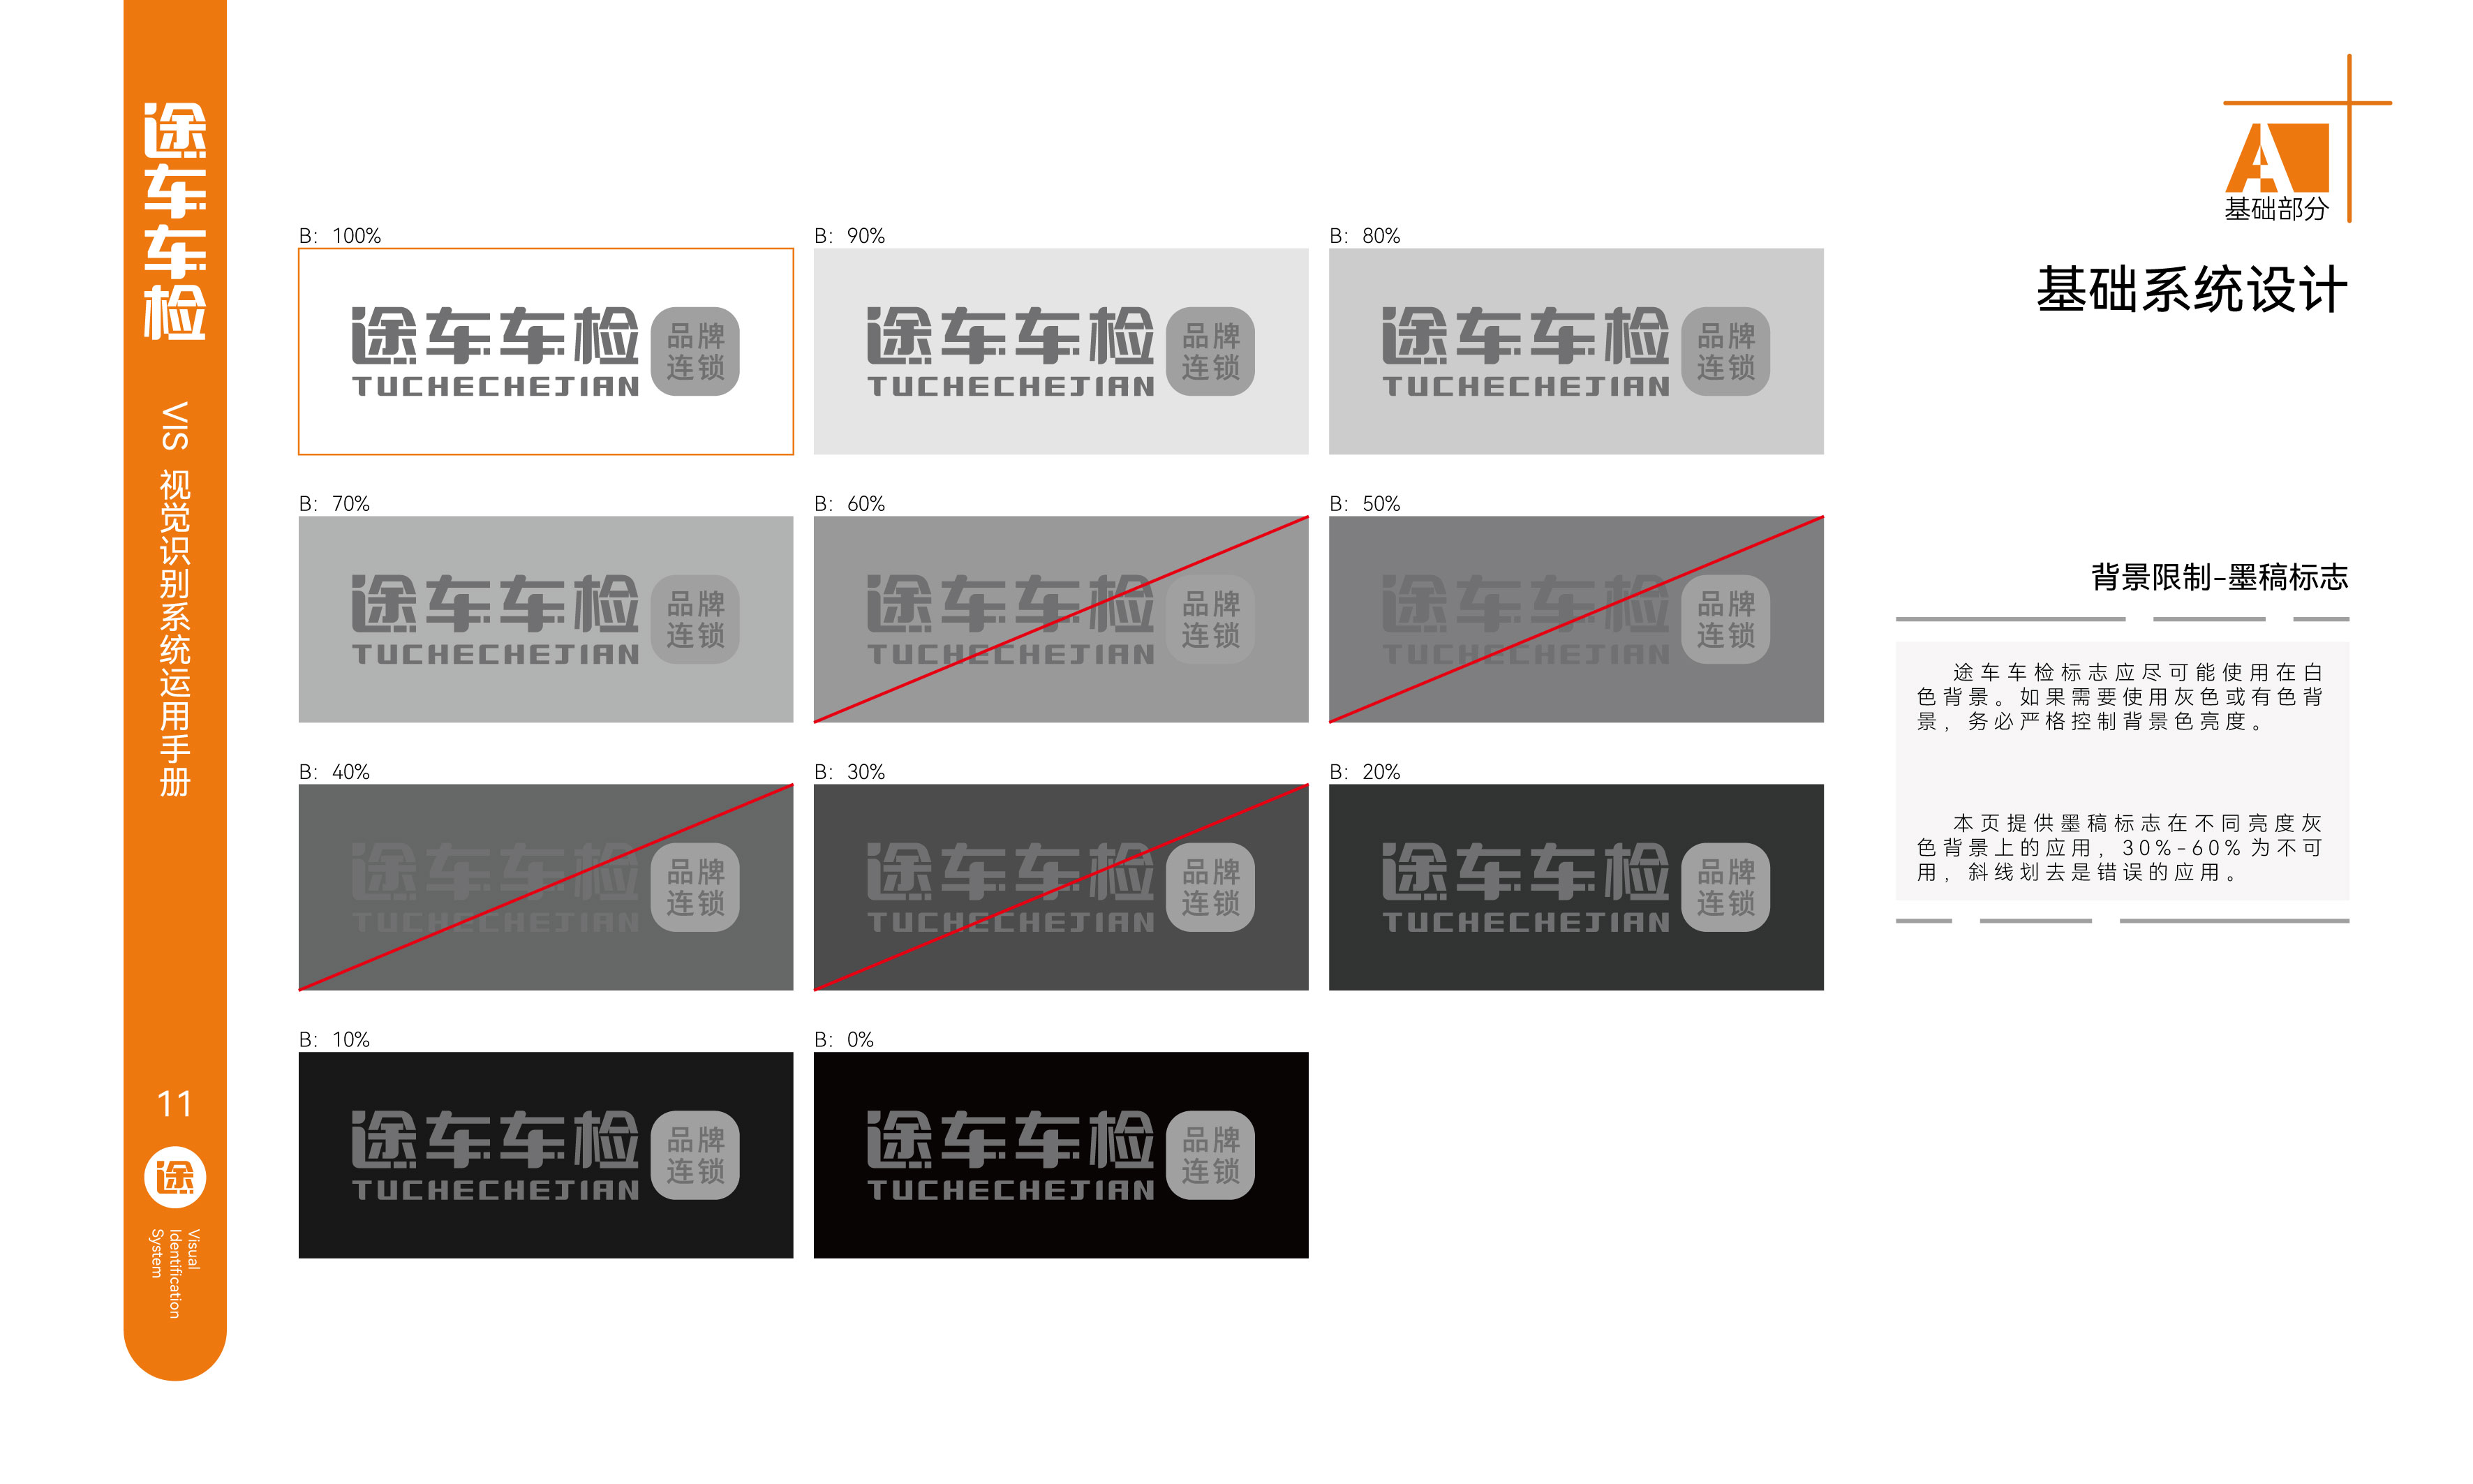 途车车检
VIS 视觉识别系统运用手册
11
途
Visual
Identification
System
B: 100%
途车车检
TUCHECHEJIAN
品牌
连锁
B: 90%
途车车检
TUCHECHEJIAN
品牌
连锁
B: 80%
途车车检
TUCHECHEJIAN
品牌
连锁
B: 70%
途车车检
TUCHECHEJIAN
品牌
连锁
B: 60%
途车车检
TUCHECHEJIAN
品牌
连锁
B: 50%
途车车检
TUCHECHEJIAN
品牌
连锁
B: 40%
途车车检
TUCHECHEJIAN
品牌
连锁
B: 30%
途车车检
TUCHECHEJIAN
品牌
连锁
B: 20%
途车车检
TUCHECHEJIAN
品牌
连锁
B: 10%
途车车检
TUCHECHEJIAN
品牌
连锁
B: 0%
途车车检
TUCHECHEJIAN
品牌
连锁
A
基础部分
基础系统设计
背景限制-墨稿标志
途车车检标志应尽可能使用在白
色背景。如果需要使用灰色或有色背
景，务必严格控制背景色亮度。
本页提供墨稿标志在不同亮度灰
色背景上的应用，30%-60%为不可
用，斜线划去是错误的应用。